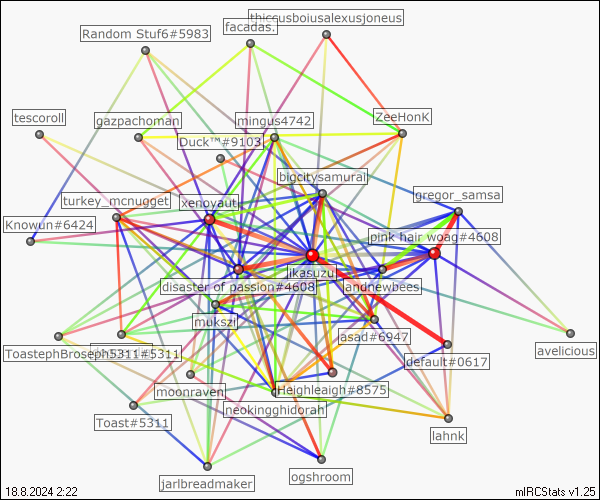 thiccusboiusalexusjoneus
facadas.
Random Stuf6#5983
ZeeHonK
tescoroll
gazpachoman
mingus4742
Duck™#9103
bigcitysamurai
gregor_samsa
turkey_mcnugget
xenoyaut
Knowun#6424
pink hair woag#4608
jikasuzu
disaster of passion#4608
andnewbees
mukszi
asad#6947
ToastephBroseph5311#5311
avelicious
default#0617
moonraven
Heighleaigh#8575
neokingghidorah
Toast#5311
lahnk
jarlbreadmaker
ogshroom
18.8.2024 2:22
mIRCStats v1.25